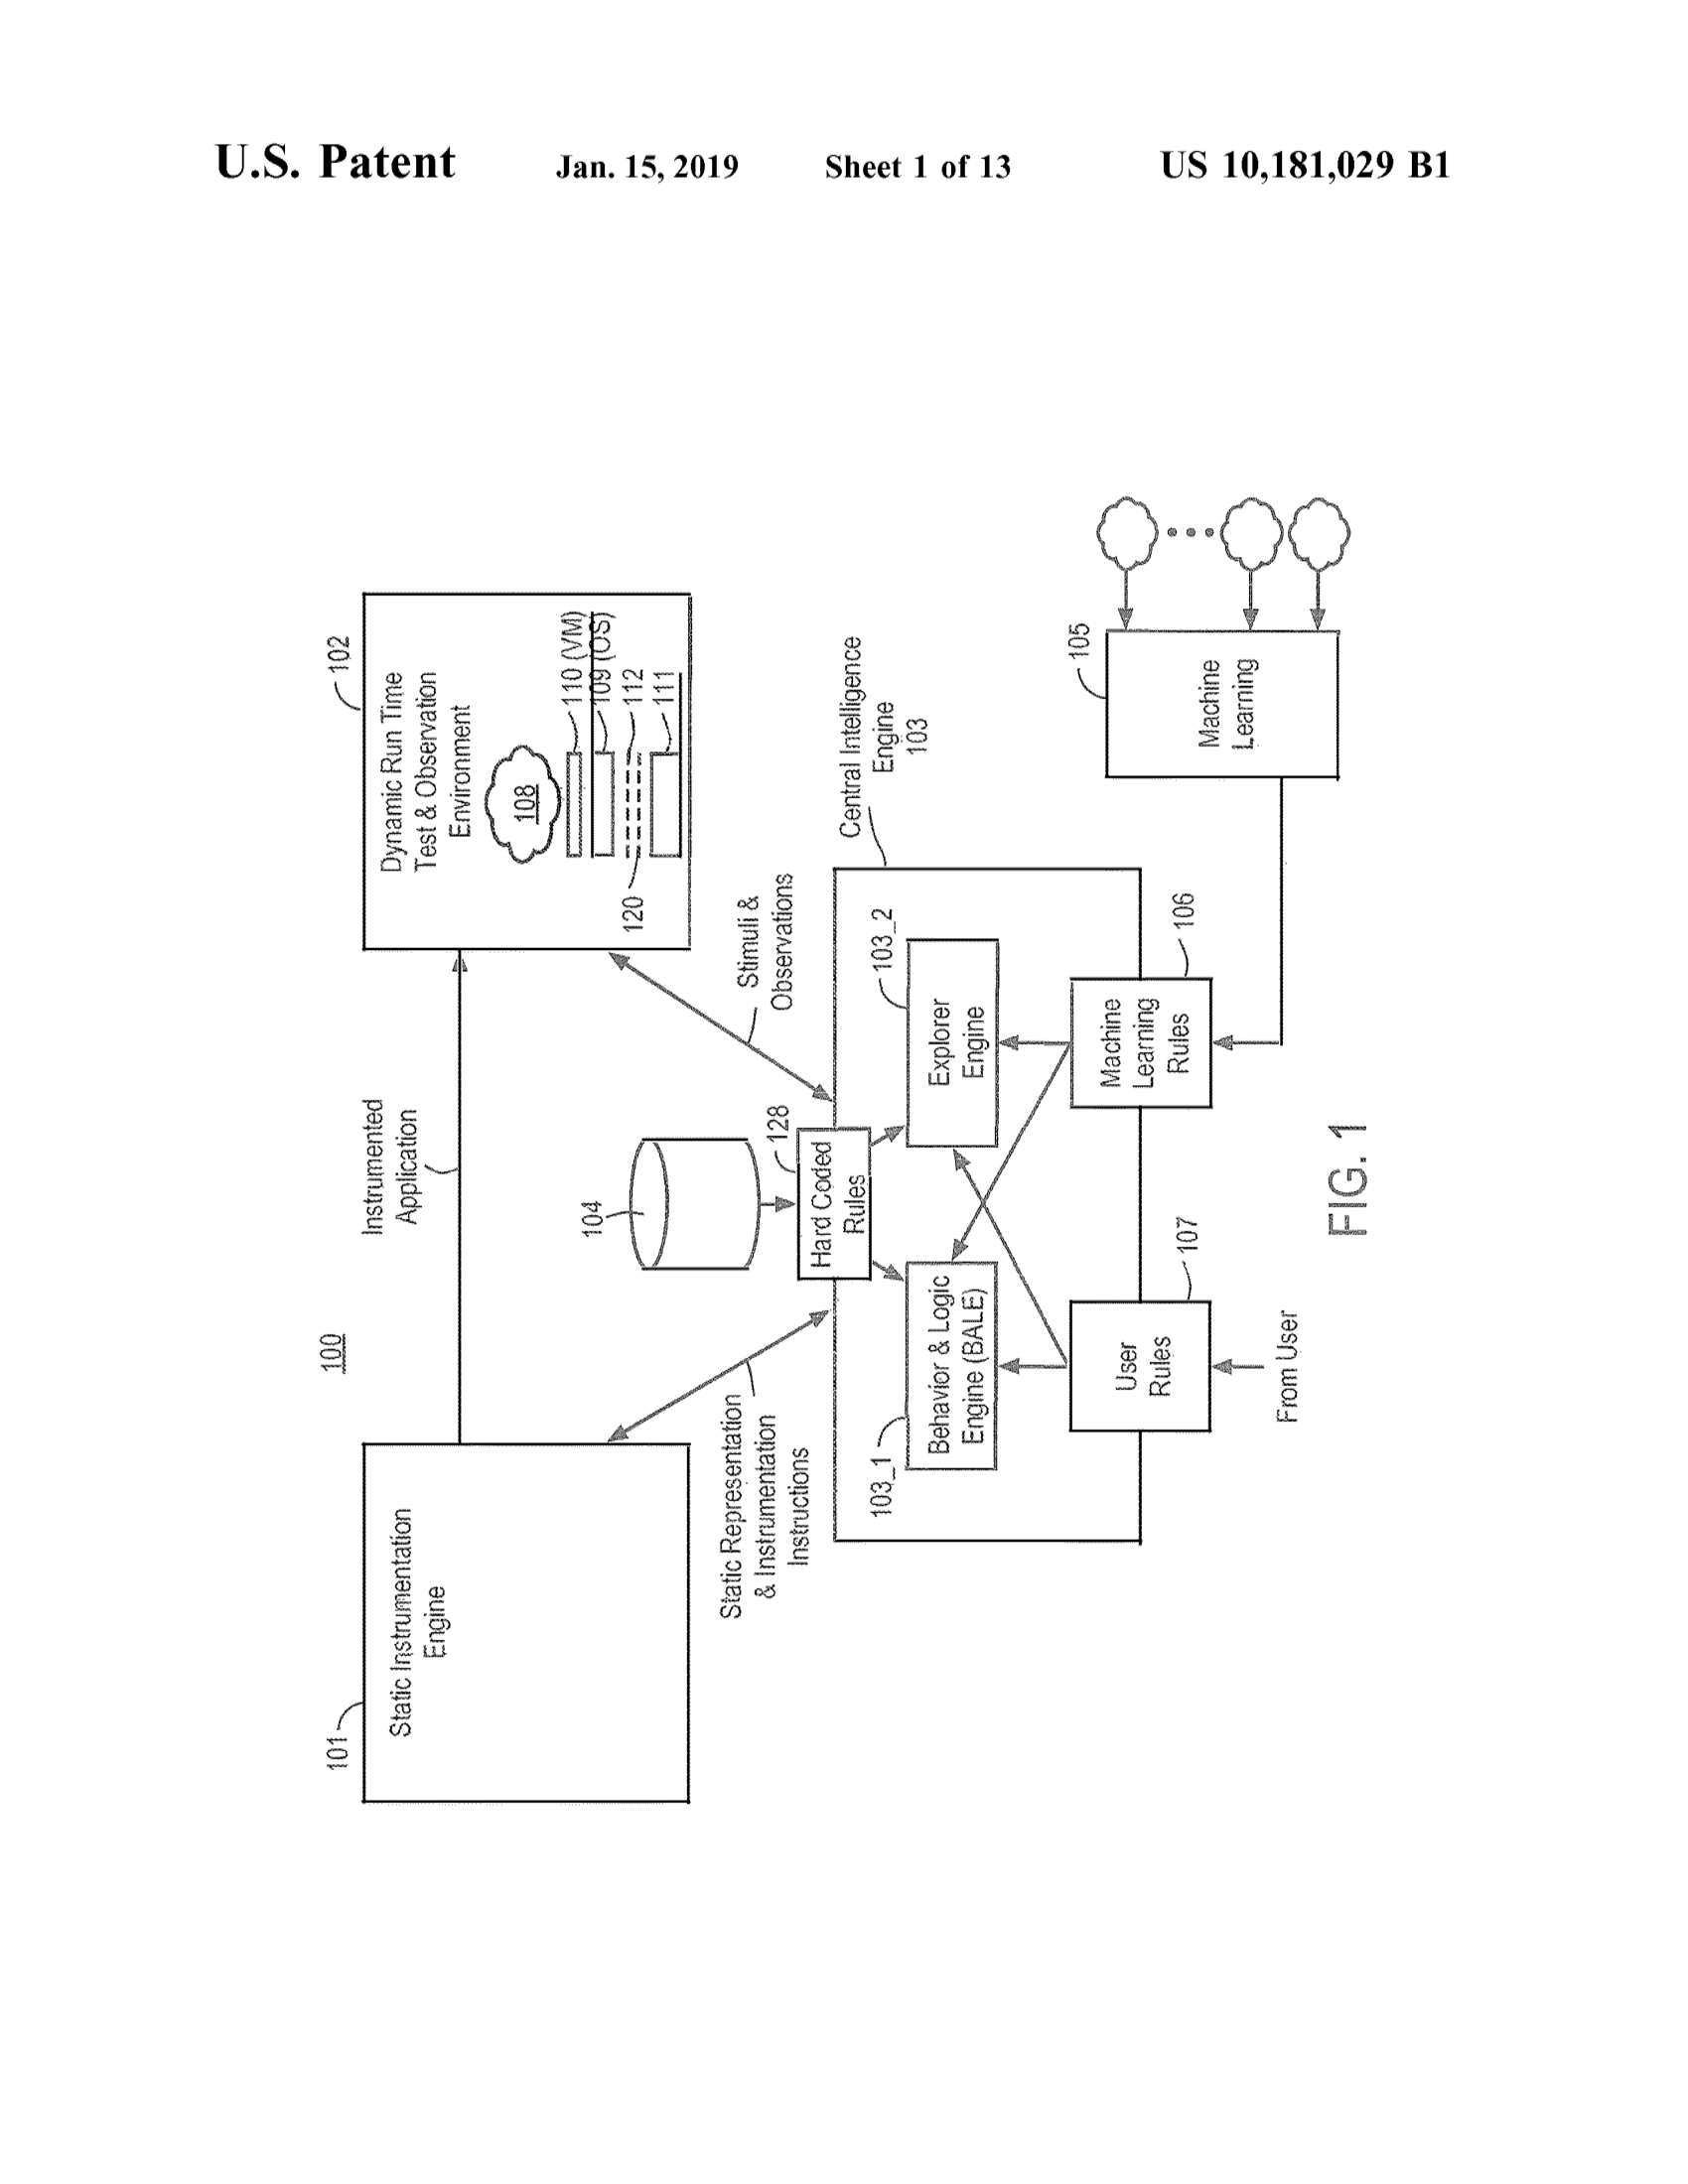 U.S. Patent Jan. 15, 2019 Sheet 1 of 13 US 10,181,029 B1
100
101
Static Instrumentation
Engine
Instrumented
Application
102
Dynamic Run Time
Test & Observation
Environment
108
110 (VM)
109 (OS)
112
111
120
104
Static Representation
& Instrumentation
Instructions
Stimuli &
Observations
128
Hard Coded
Rules
Central Intelligence
Engine
103
103_1
Behavior & Logic
Engine (BALE)
103_2
Explorer
Engine
107
User
Rules
From User
106
Machine
Learning
Rules
105
Machine
Learning
FIG. 1